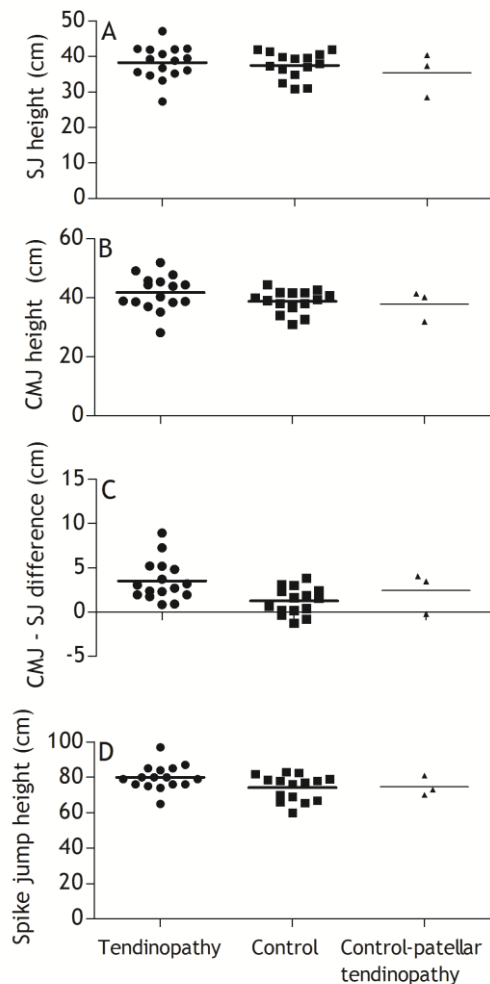 A
SJ height (cm)
50
40
30
20
10
0
B
CMJ height (cm)
60
40
20
0
C
CMJ - SJ difference (cm)
15
10
5
0
-5
D
Spike jump height (cm)
100
80
60
40
20
0
Tendinopathy
Control
Control-patellar
tendinopathy